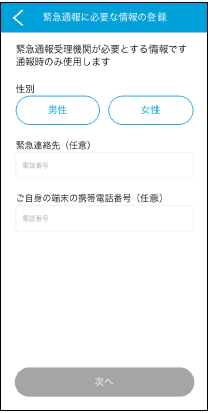 緊急通報に必要な情報の登録
緊急通報受理機関が必要とする情報です
通報時のみ使用します
性別
男性 女性
緊急連絡先（任意）
電話番号
ご自身の端末の携帯電話番号（任意）
電話番号
次へ